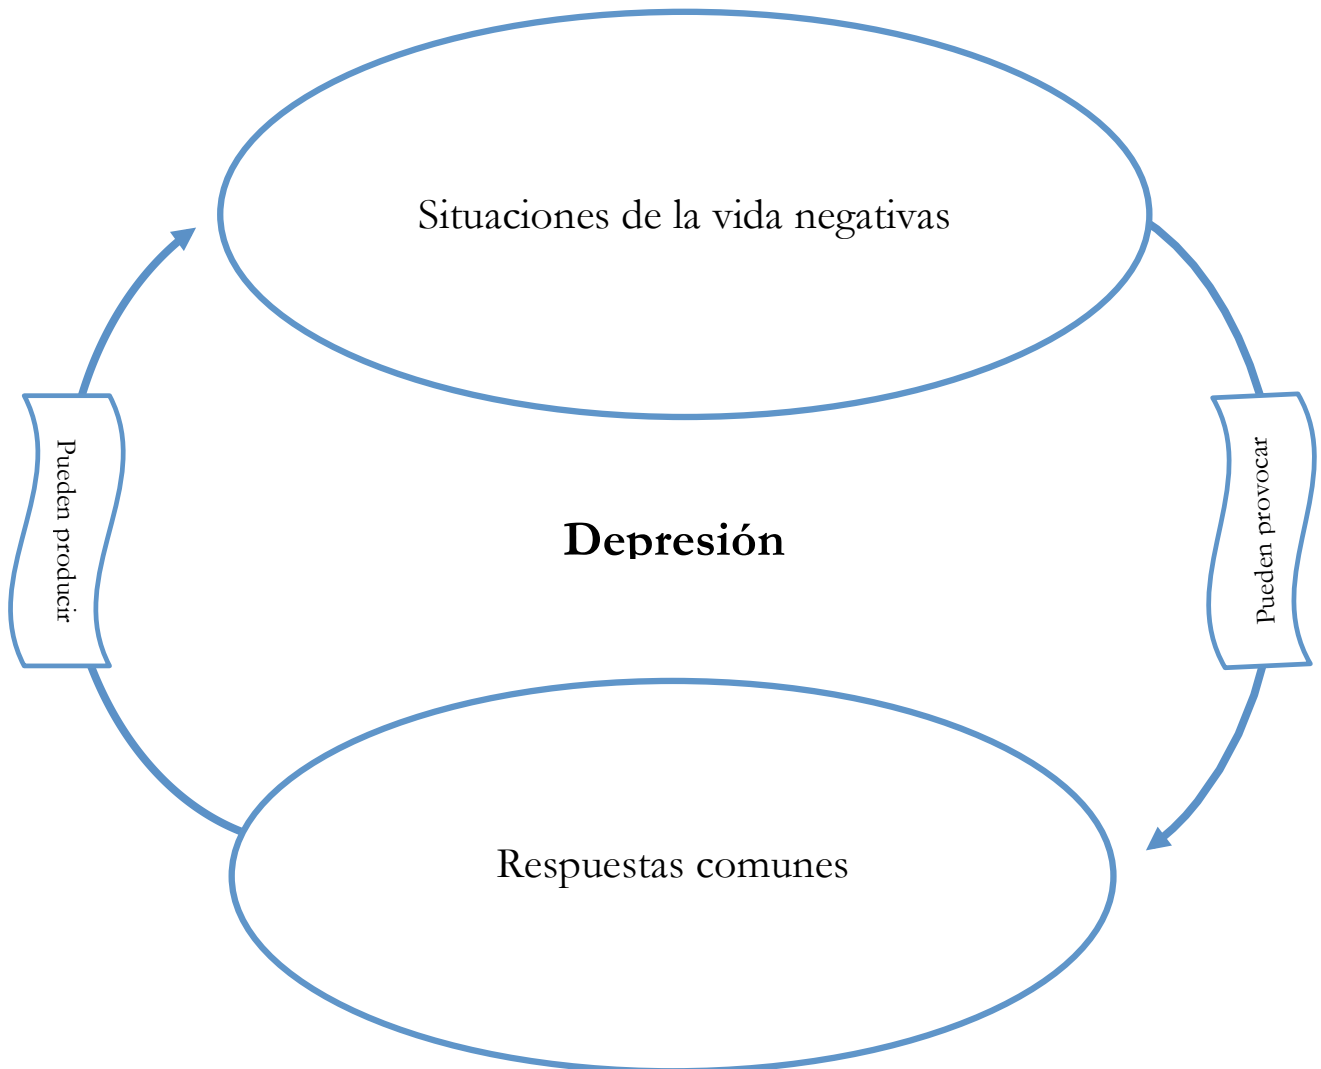 Situaciones de la vida negativas
Pueden producir
Pueden provocar
Depresión
Respuestas comunes